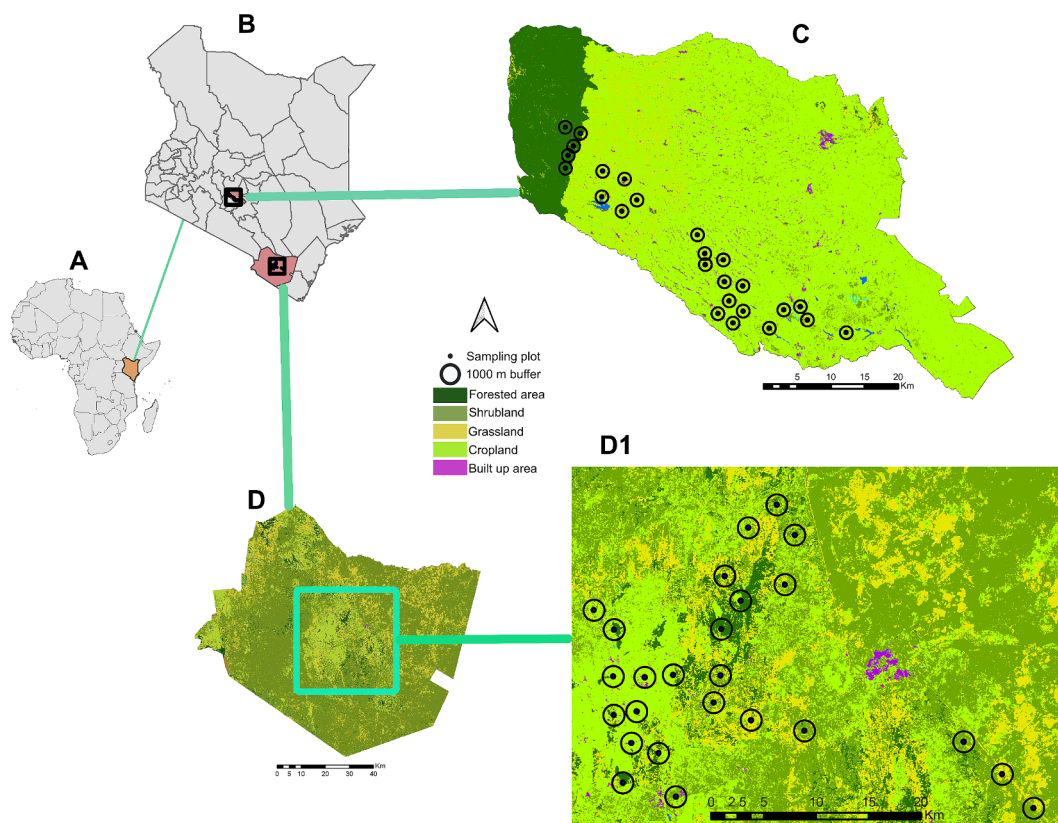 B
C
A
Sampling plot
1000 m buffer
Forested area
Shrubland
Grassland
Cropland
Built up area
5 10 15 20
Km
D1
D
0 5 10 20 30 40
Km
0 2.5 5 10 15 20
Km